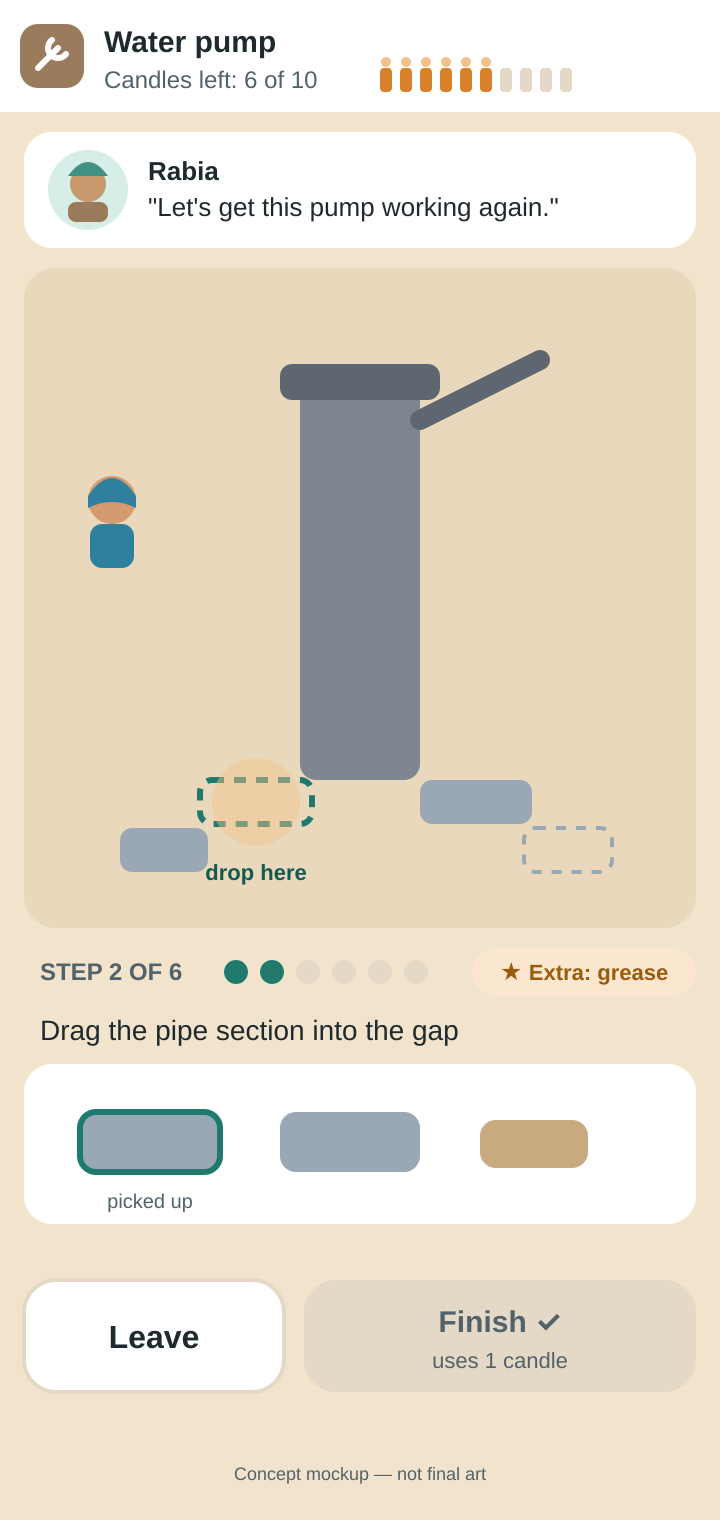 Water pump
Candles left: 6 of 10
Rabia
"Let's get this pump working again."
drop here
STEP 2 OF 6
★ Extra: grease
Drag the pipe section into the gap
picked up
Leave
Finish ✓
uses 1 candle
Concept mockup — not final art